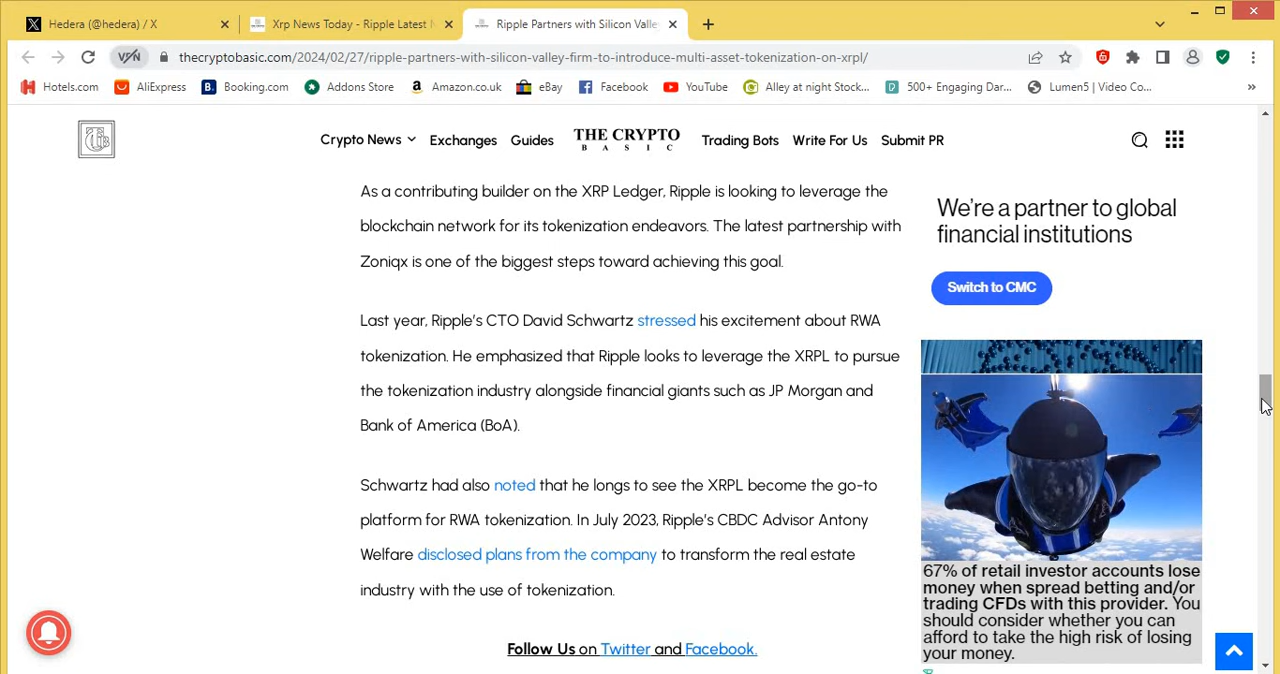 Hedera (@hedera) / X
Xrp News Today - Ripple Latest N
Ripple Partners with Silicon Valley
VPN
thecryptobasic.com/2024/02/27/ripple-partners-with-silicon-valley-firm-to-introduce-multi-asset-tokenization-on-xrpl/
Hotels.com
AliExpress
Booking.com
Addons Store
Amazon.co.uk
eBay
Facebook
YouTube
Alley at night Stock...
500+ Engaging Dar...
Lumen5 | Video Co...
Crypto News
Exchanges
Guides
THE CRYPTO
BASIC
Trading Bots
Write For Us
Submit PR
As a contributing builder on the XRP Ledger, Ripple is looking to leverage the
blockchain network for its tokenization endeavors. The latest partnership with
Zoniqx is one of the biggest steps toward achieving this goal.
Last year, Ripple’s CTO David Schwartz stressed his excitement about RWA
tokenization. He emphasized that Ripple looks to leverage the XRPL to pursue
the tokenization industry alongside financial giants such as JP Morgan and
Bank of America (BoA).
Schwartz had also noted that he longs to see the XRPL become the go-to
platform for RWA tokenization. In July 2023, Ripple’s CBDC Advisor Antony
Welfare disclosed plans from the company to transform the real estate
industry with the use of tokenization.
Follow Us on Twitter and Facebook.
We’re a partner to global
financial institutions
Switch to CMC
67% of retail investor accounts lose
money when spread betting and/or
trading CFDs with this provider. You
should consider whether you can
afford to take the high risk of losing
your money.